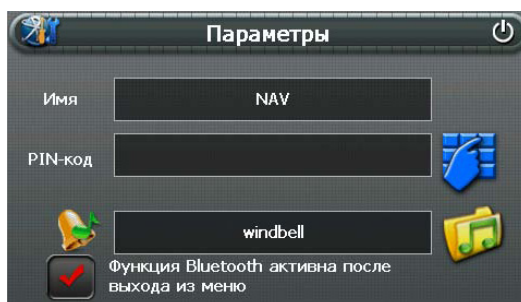 Параметры
Имя
NAV
PIN-код
windbell
Функция Bluetooth активна после
выхода из меню